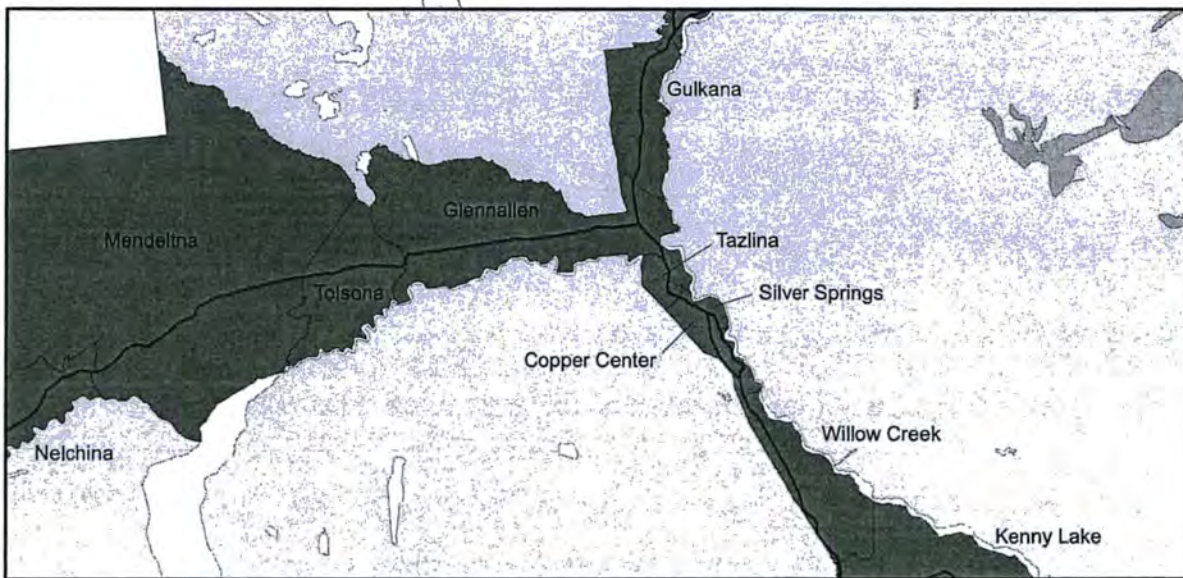 Gulkana
Glennallen
Mendeltna
Tazlina
Tolsona
Silver Springs
Copper Center
Willow Creek
Nelchina
Kenny Lake